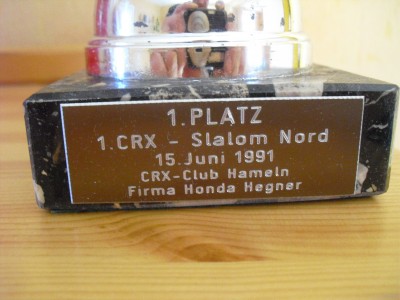 1. PLATZ
1. CRX - Slalom Nord
15. Juni 1991
CRX-Club Hameln
Firma Honda Hegner